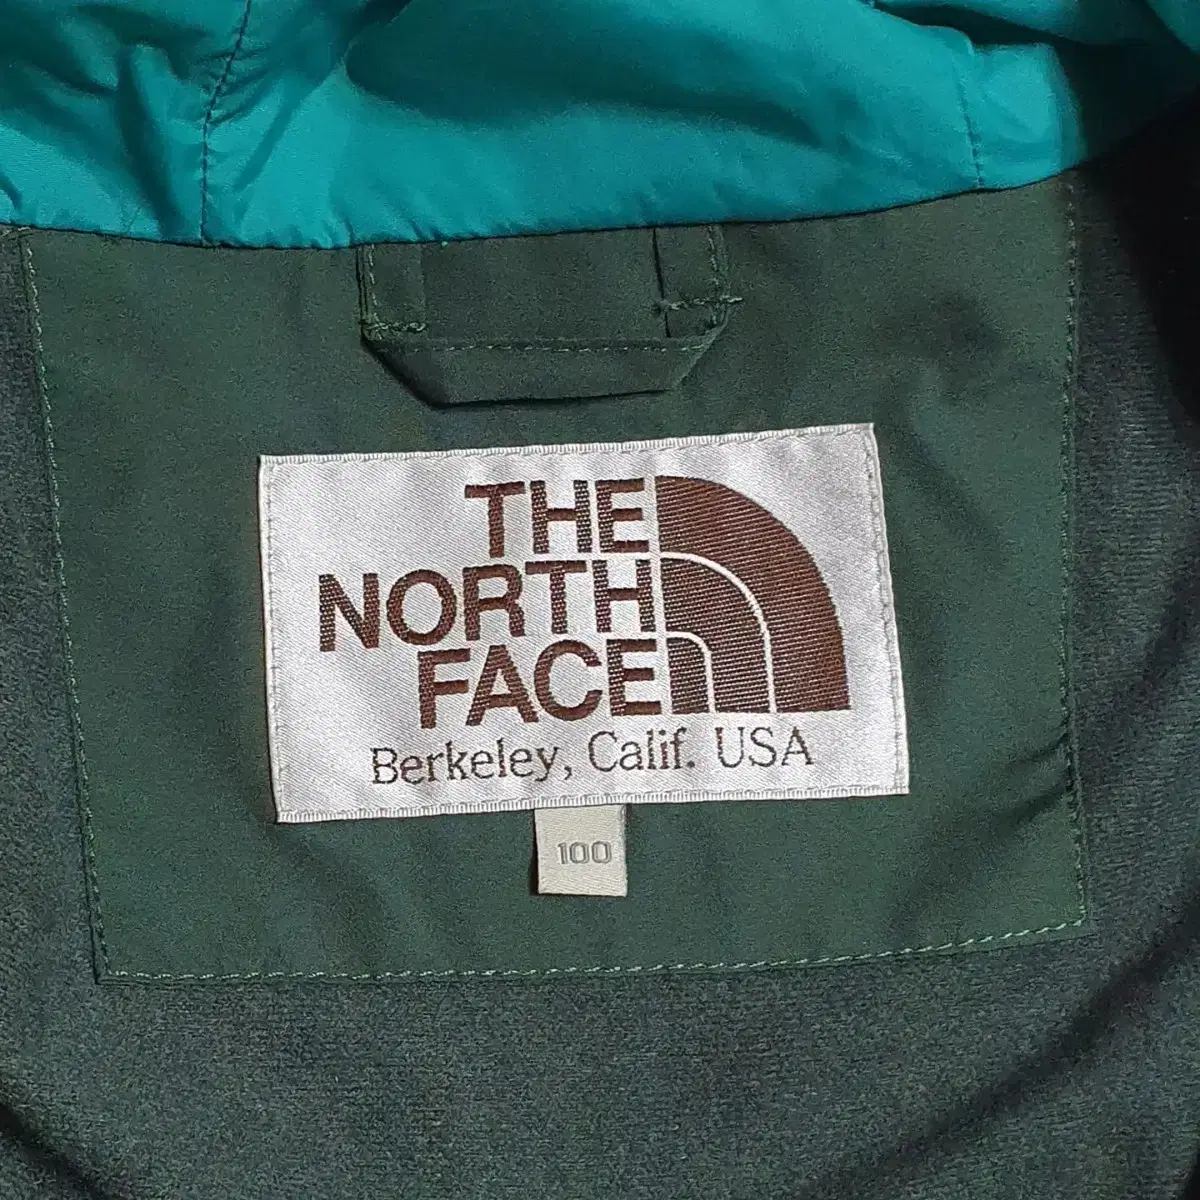 THE
NORTH
FACE
Berkeley, Calif. USA
100